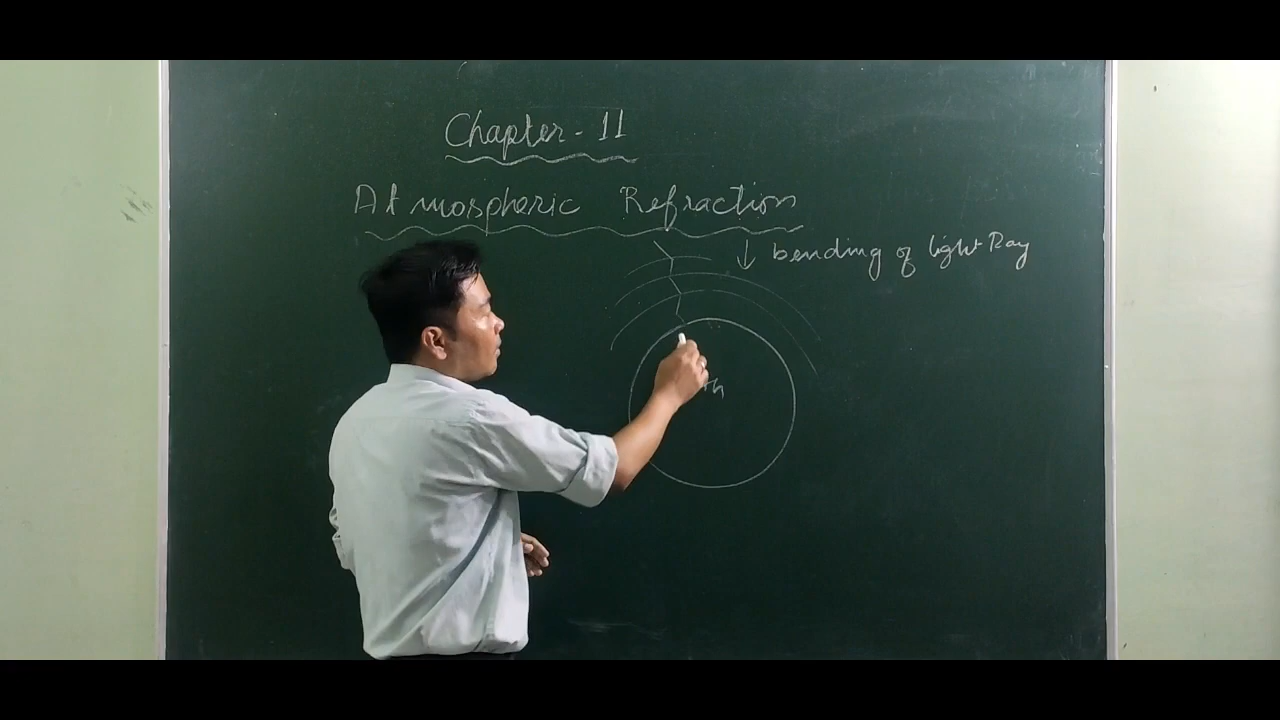 Chapter - 11
Atmospheric Refraction
↓ bending of light Ray